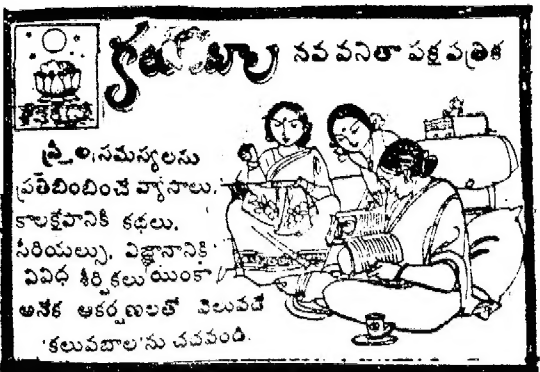 కలువబాల నవ వనితా పక్ష పత్రిక
స్త్రీల సమస్యలను
ప్రతిబింబించే వ్యాసాలు.
కాలక్షేపానికి కథలు,
సీరియల్సు, విజ్ఞానానికి
వివిధ శీర్షికలు యింకా
అనేక ఆకర్షణలతో వెలువడే
'కలువబాల'ను చదవండి.